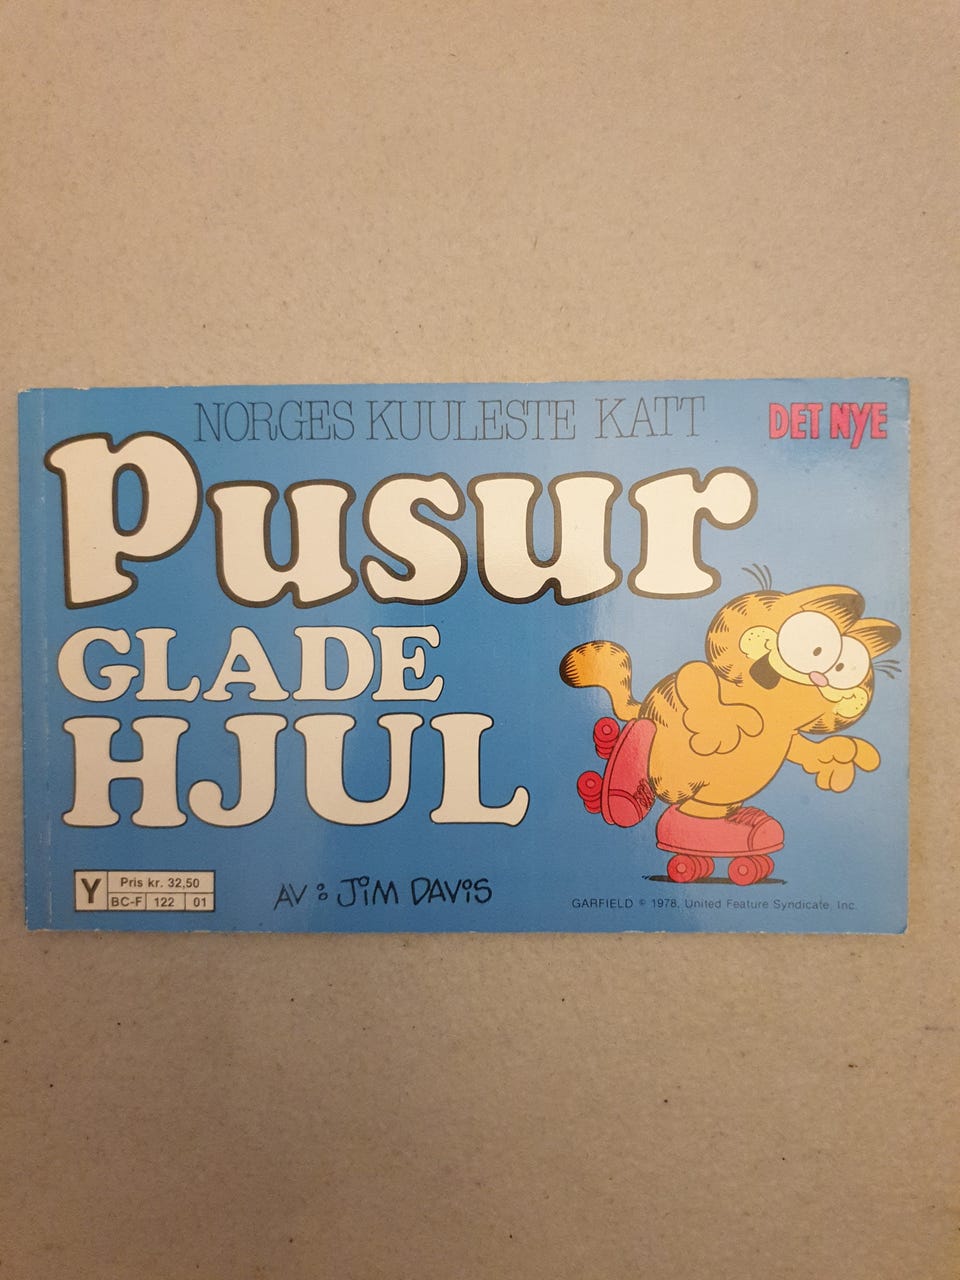 NORGES KUULESTE KATT
DET NYE
Pusur
GLADE
HJUL
Y
Pris kr. 32,50
BC-F 122 01
AV: JIM DAVIS
GARFIELD © 1978, United Feature Syndicate, Inc.